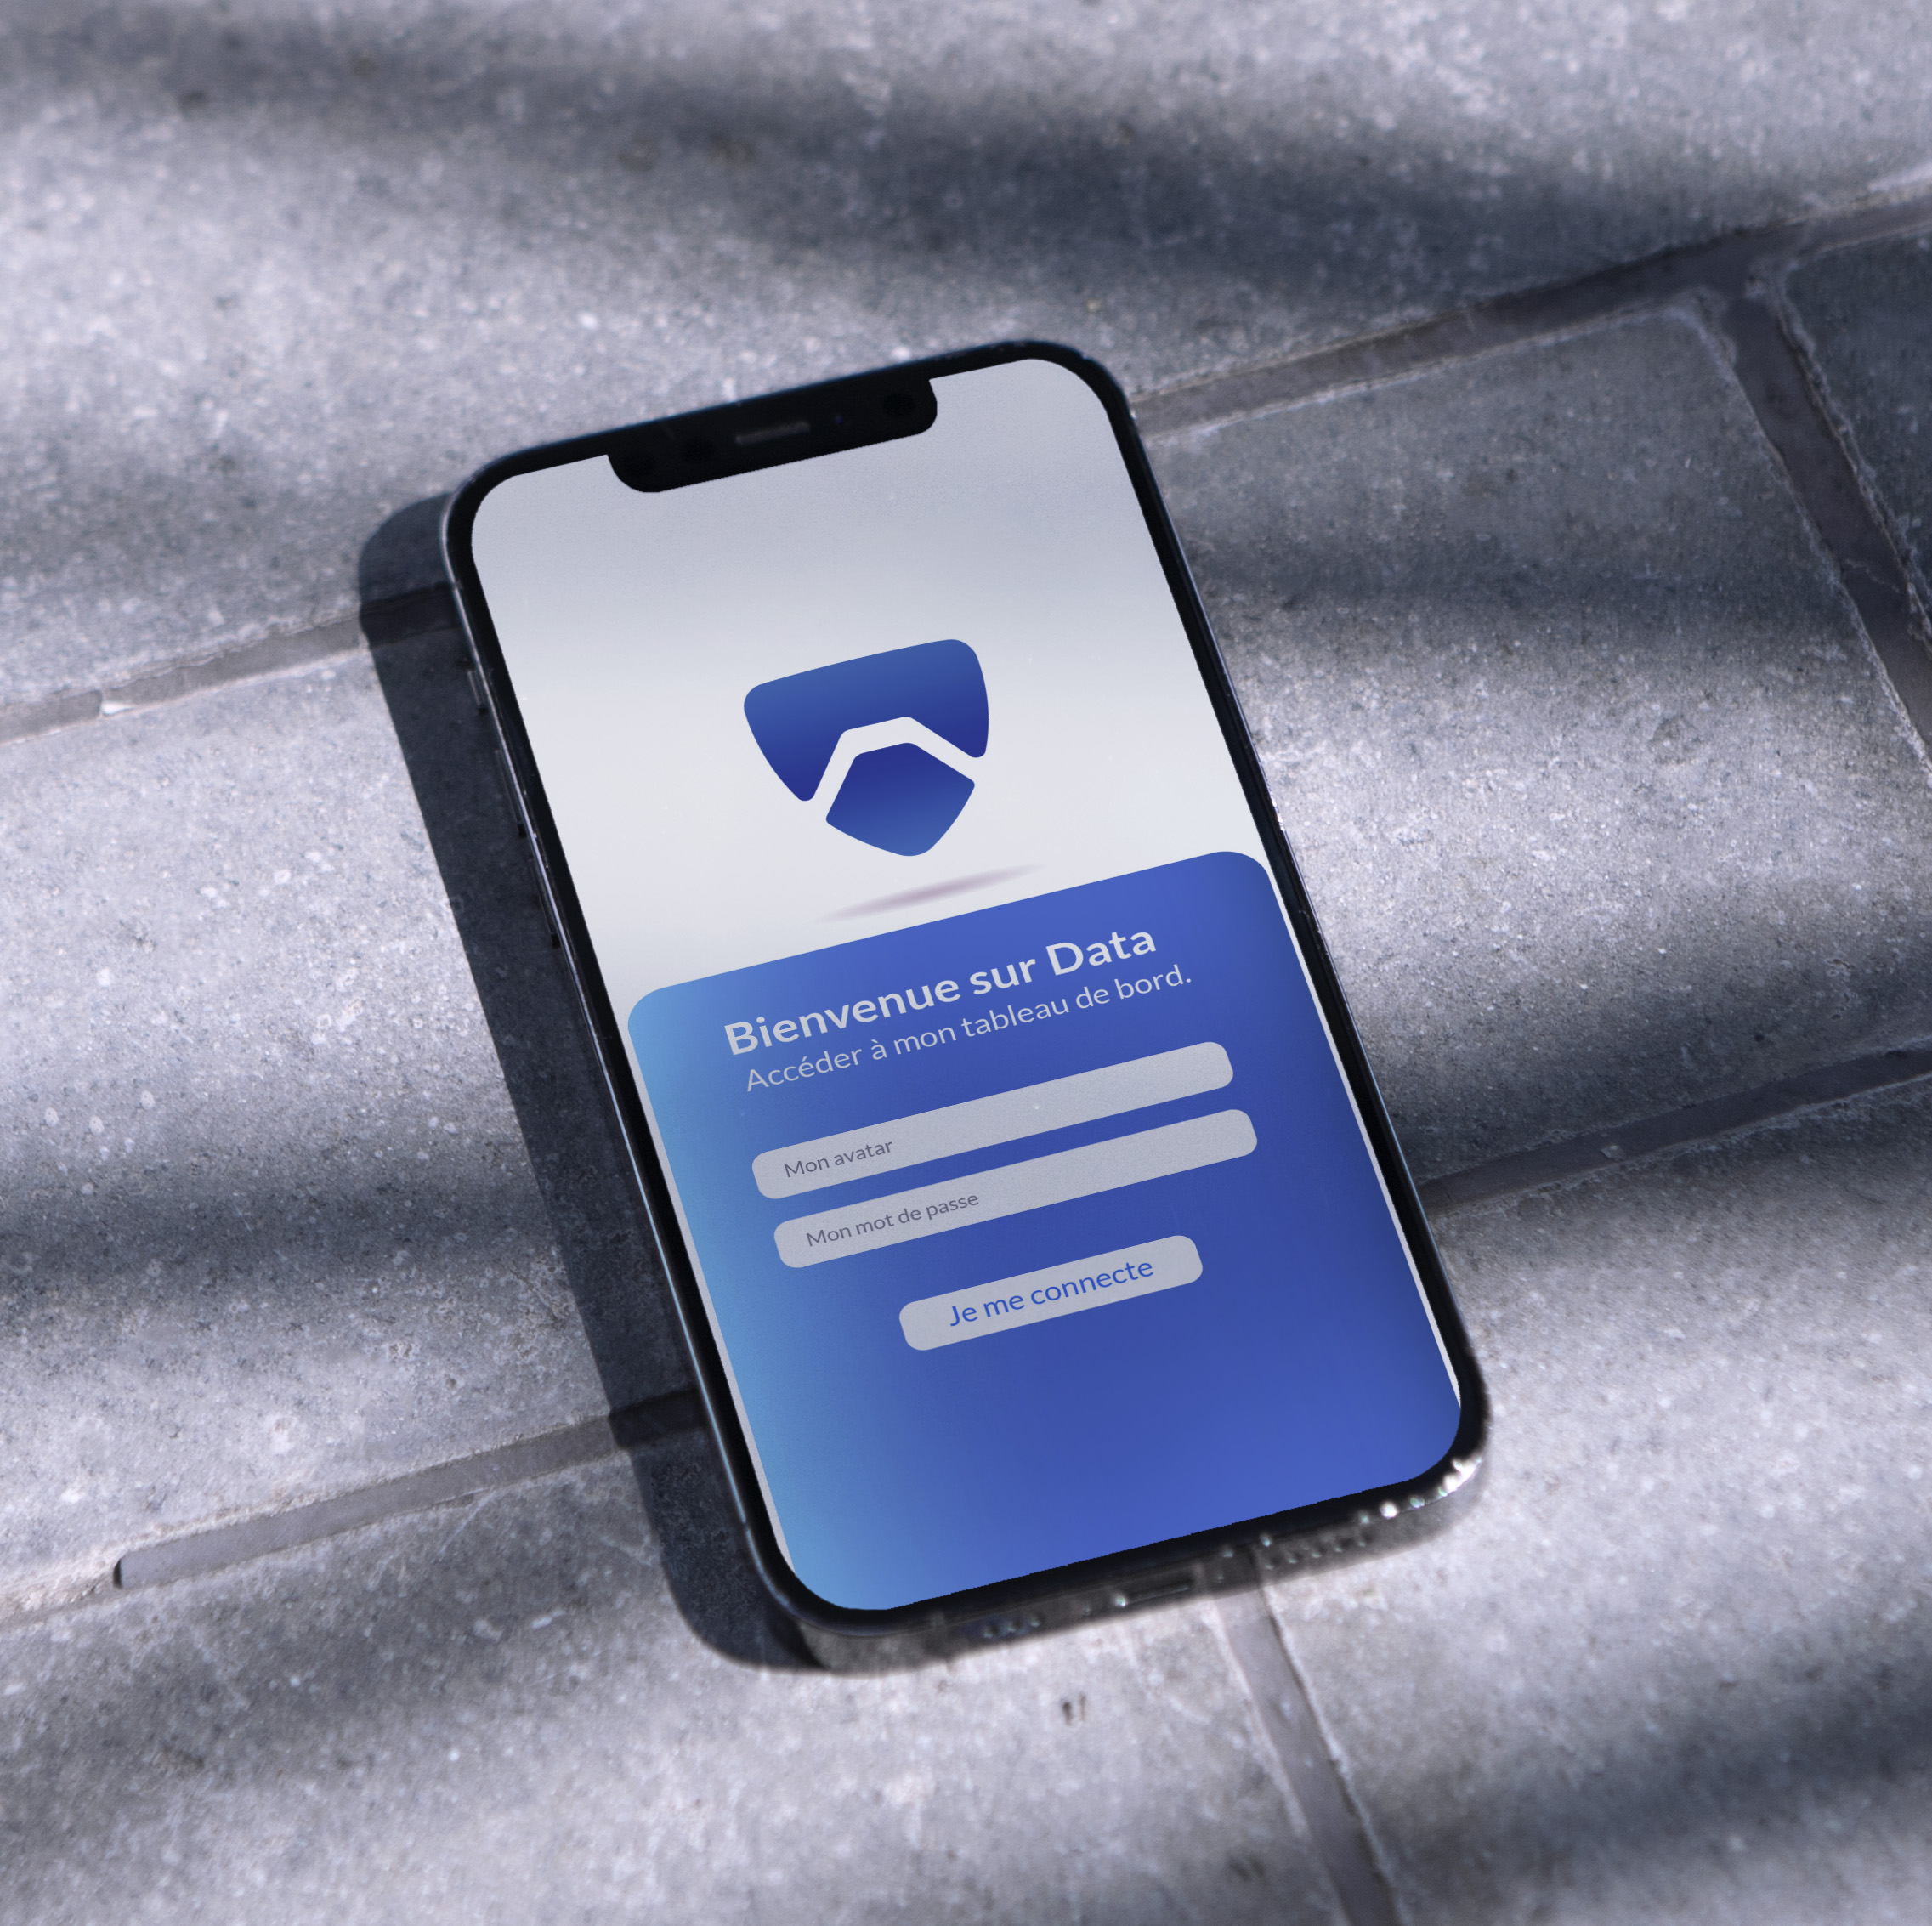 Bienvenue sur Data
Accéder à mon tableau de bord.
Mon avatar
Mon mot de passe
Je me connecte